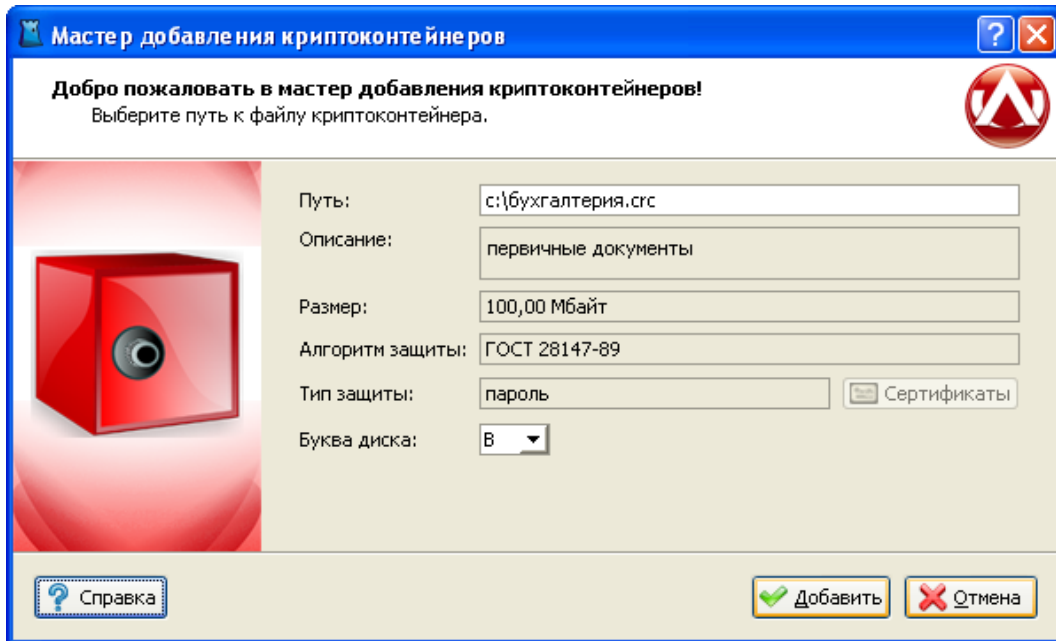 Мастер добавления криптоконтейнеров
Добро пожаловать в мастер добавления криптоконтейнеров!
Выберите путь к файлу криптоконтейнера.
Путь: c:\бухгалтерия.crc
Описание: первичные документы
Размер: 100,00 Мбайт
Алгоритм защиты: ГОСТ 28147-89
Тип защиты: пароль Сертификаты
Буква диска: B
Справка Добавить Отмена